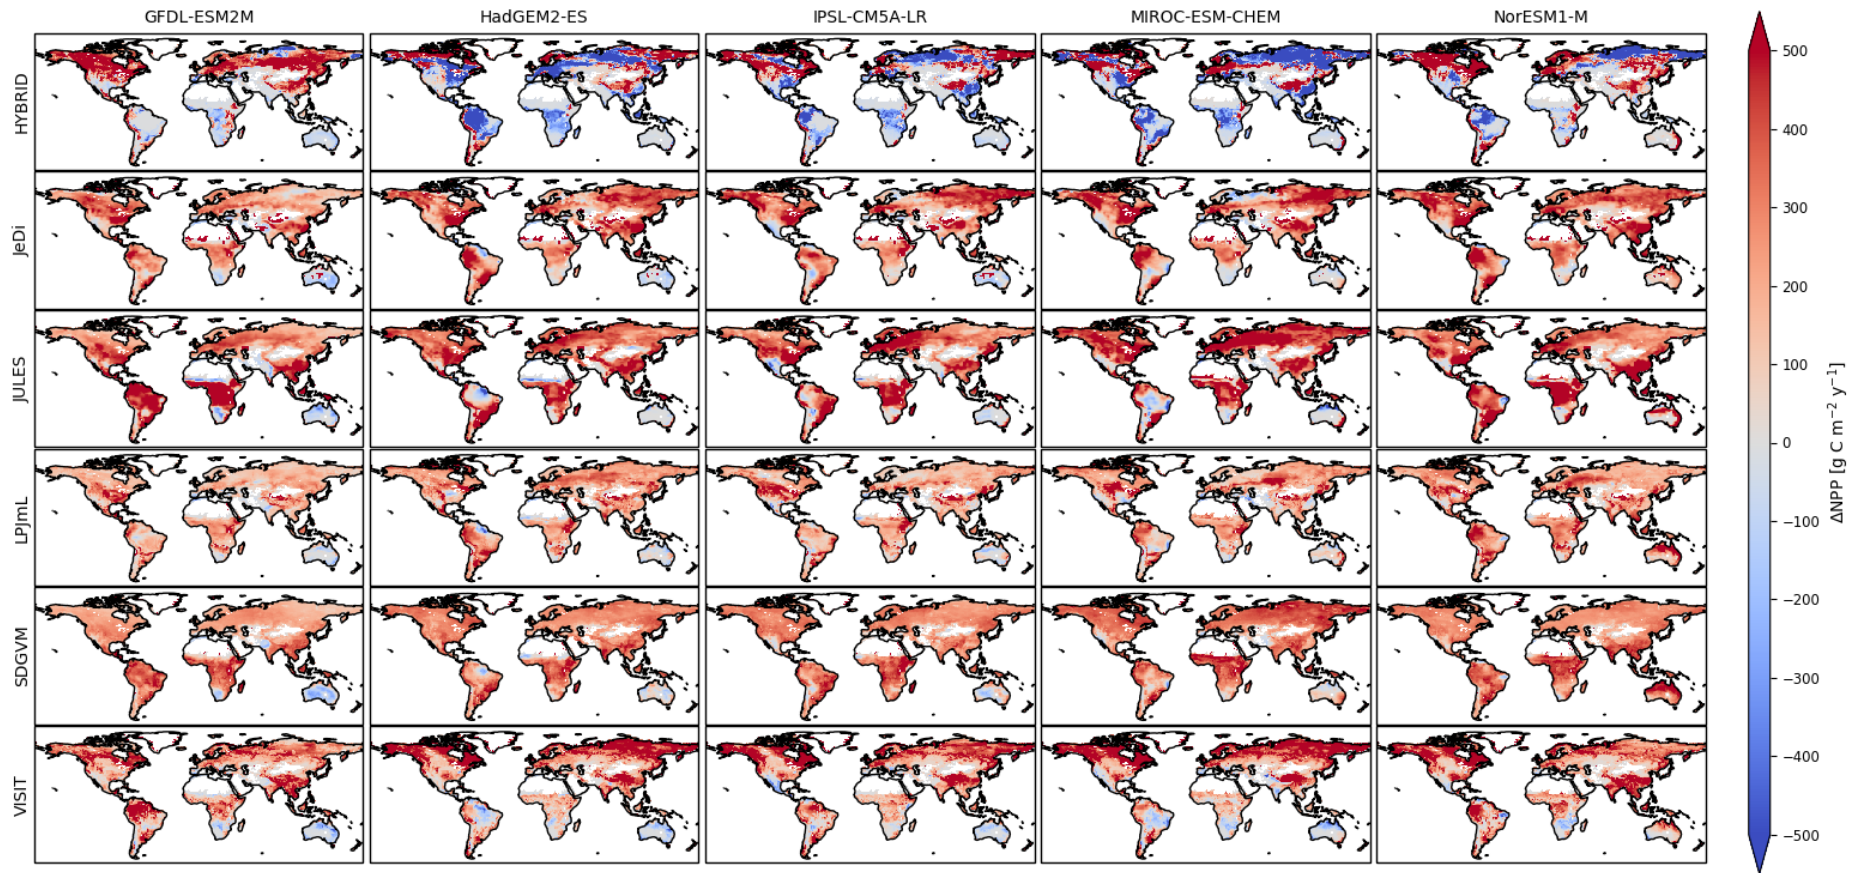 GFDL-ESM2M HadGEM2-ES IPSL-CM5A-LR MIROC-ESM-CHEM NorESM1-M
HYBRID
JeDi
JULES
LPJmL
SDGVM
VISIT
500
400
300
200
100
0
−100
−200
−300
−400
−500
ΔNPP [g C m⁻² y⁻¹]